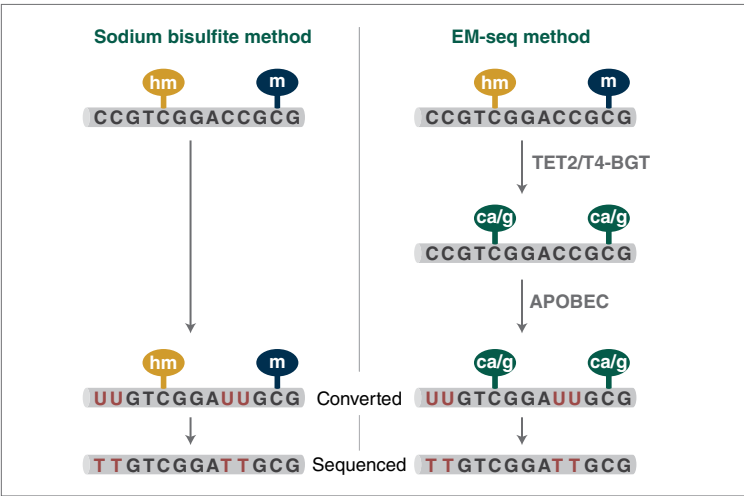 Sodium bisulfite method
EM-seq method
hm m
CCGTCGGACCGCG
hm m
CCGTCGGACCGCG
TET2/T4-BGT
ca/g ca/g
CCGTCGGACCGCG
APOBEC
hm m
UUGTCGGAUUGCG
Converted
ca/g ca/g
UUGTCGGAUUGCG
TTGTCGGATTGCG
Sequenced
TTGTCGGATTGCG